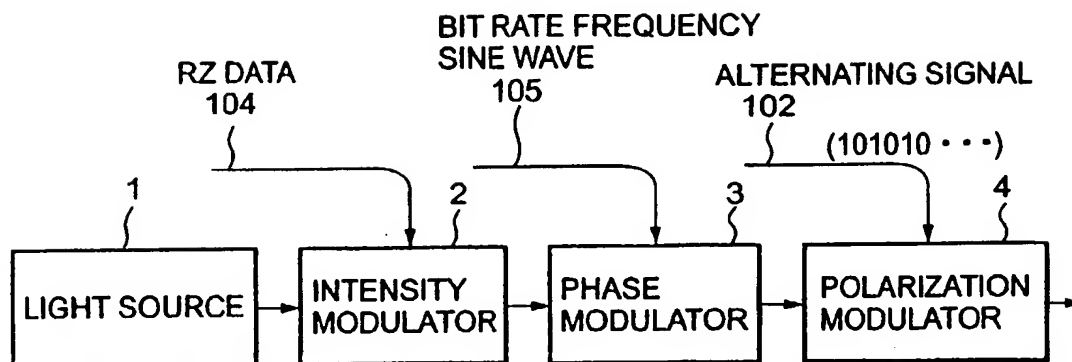 BIT RATE FREQUENCY
SINE WAVE
105
RZ DATA
104
ALTERNATING SIGNAL
102
(101010 · · ·)
1
2
3
4
LIGHT SOURCE
INTENSITY
MODULATOR
PHASE
MODULATOR
POLARIZATION
MODULATOR